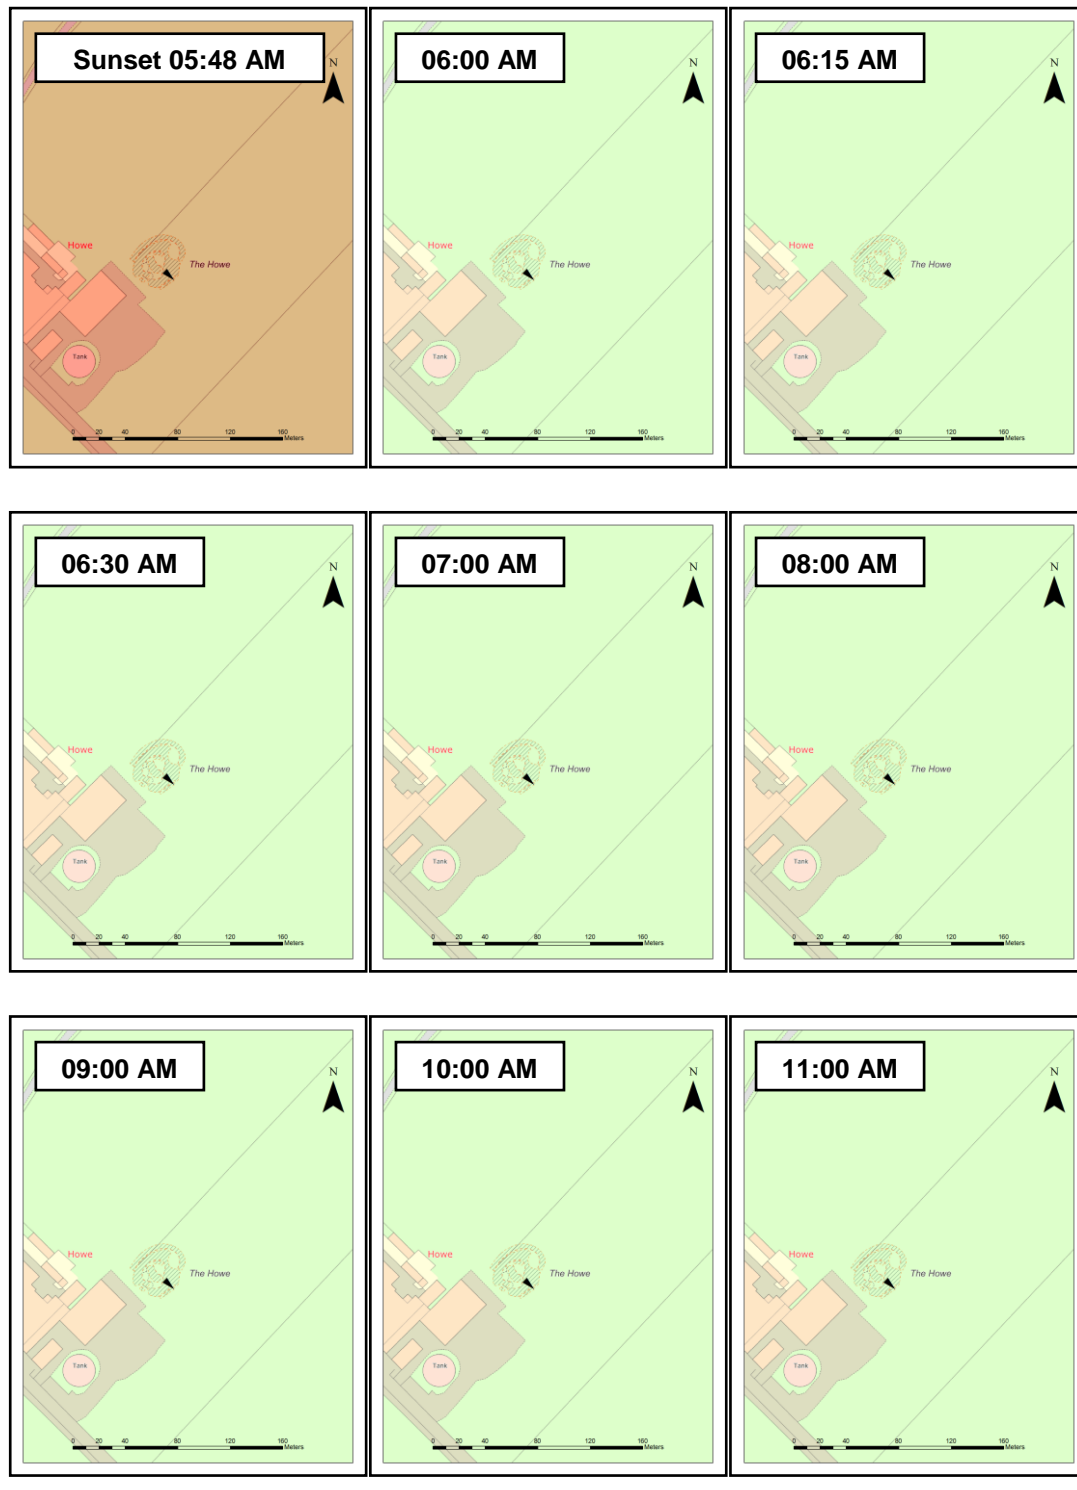 Sunset 05:48 AM
N
Howe
The Howe
Tank
0 20 40 80 120 160
Meters
06:00 AM
N
Howe
The Howe
Tank
0 20 40 80 120 160
Meters
06:15 AM
N
Howe
The Howe
Tank
0 20 40 80 120 160
Meters
06:30 AM
N
Howe
The Howe
Tank
0 20 40 80 120 160
Meters
07:00 AM
N
Howe
The Howe
Tank
0 20 40 80 120 160
Meters
08:00 AM
N
Howe
The Howe
Tank
0 20 40 80 120 160
Meters
09:00 AM
N
Howe
The Howe
Tank
0 20 40 80 120 160
Meters
10:00 AM
N
Howe
The Howe
Tank
0 20 40 80 120 160
Meters
11:00 AM
N
Howe
The Howe
Tank
0 20 40 80 120 160
Meters